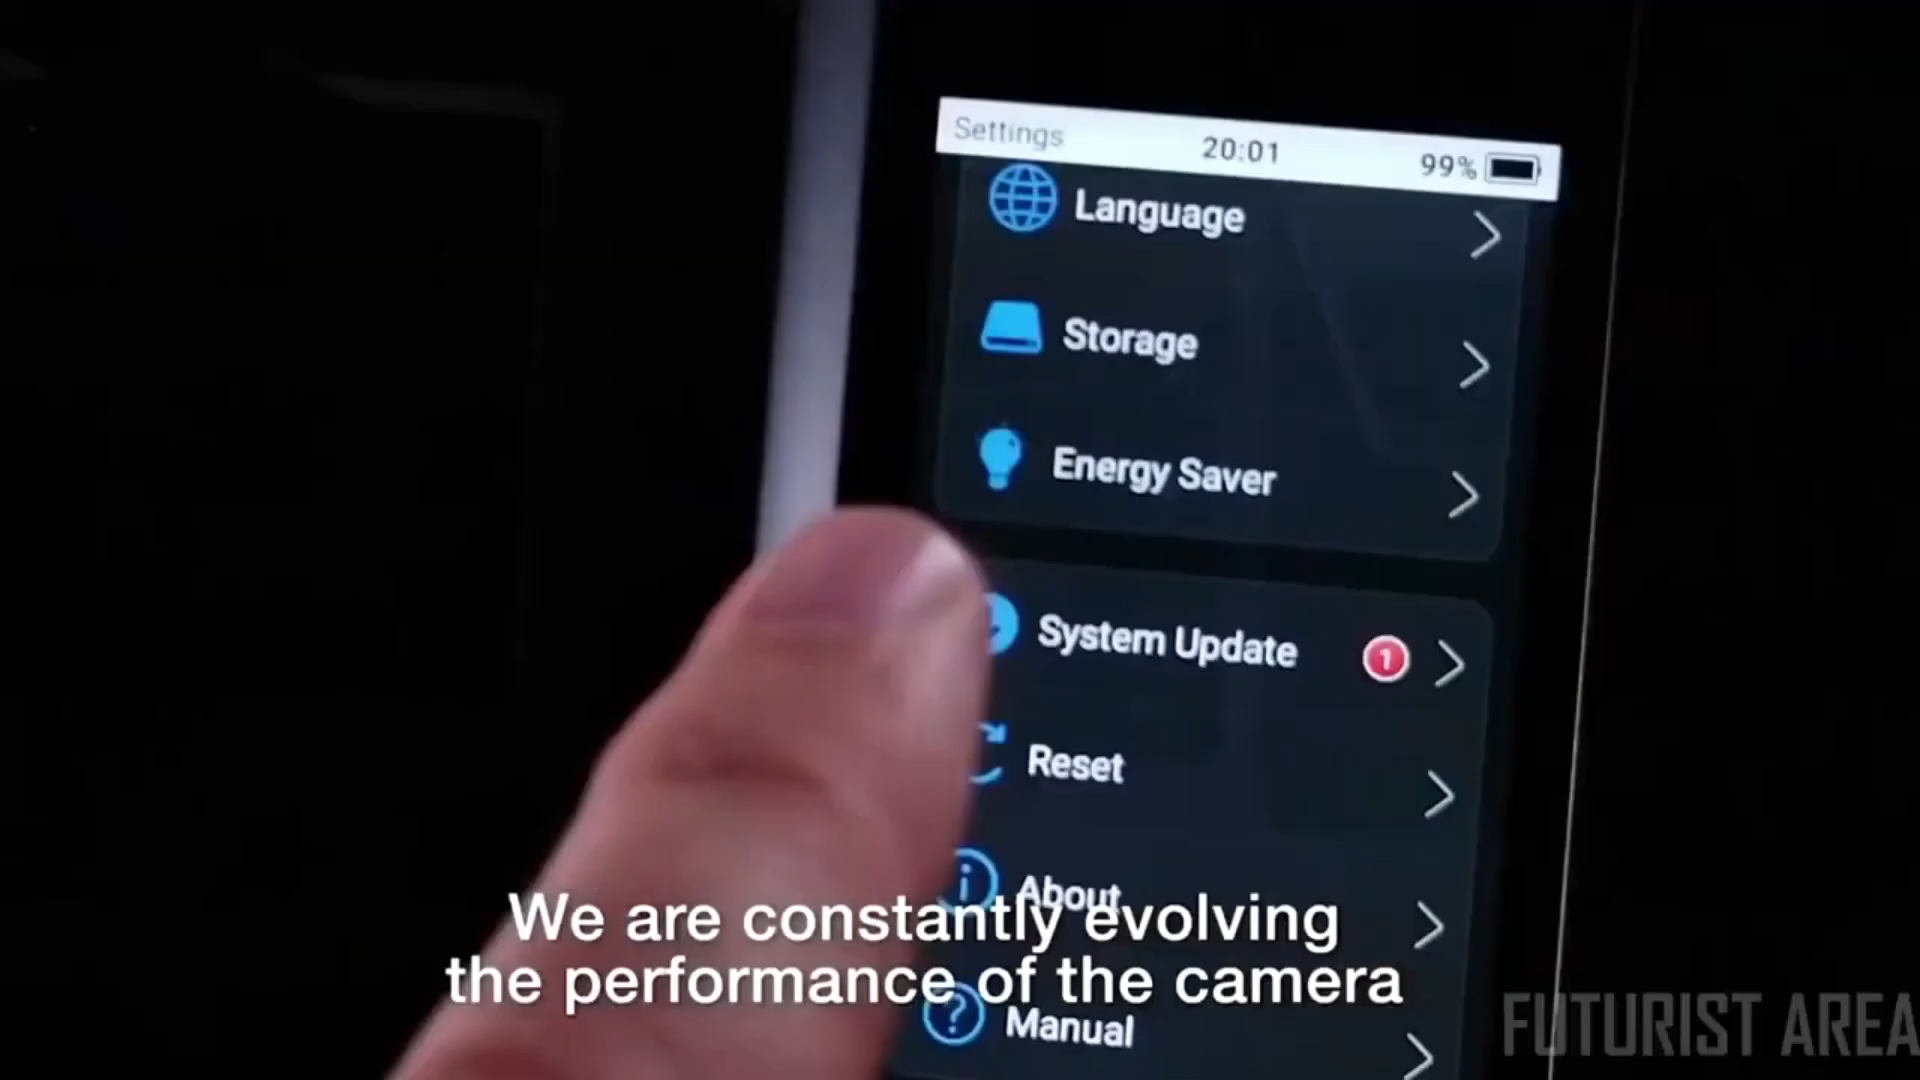 Settings 20:01 99%
Language
Storage
Energy Saver
System Update 1
Reset
About
We are constantly evolving
the performance of the camera
Manual
FUTURIST AREA